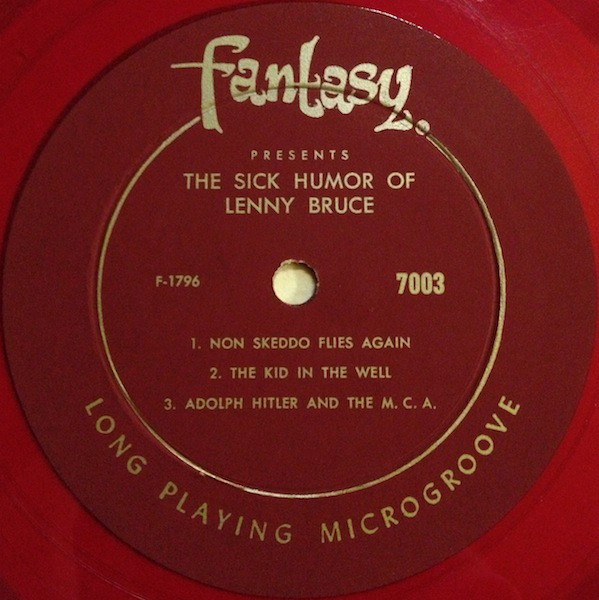 Fantasy.
PRESENTS
THE SICK HUMOR OF
LENNY BRUCE
F-1796
7003
1. NON SKEDDO FLIES AGAIN
2. THE KID IN THE WELL
3. ADOLPH HITLER AND THE M. C. A.
LONG PLAYING MICROGROOVE